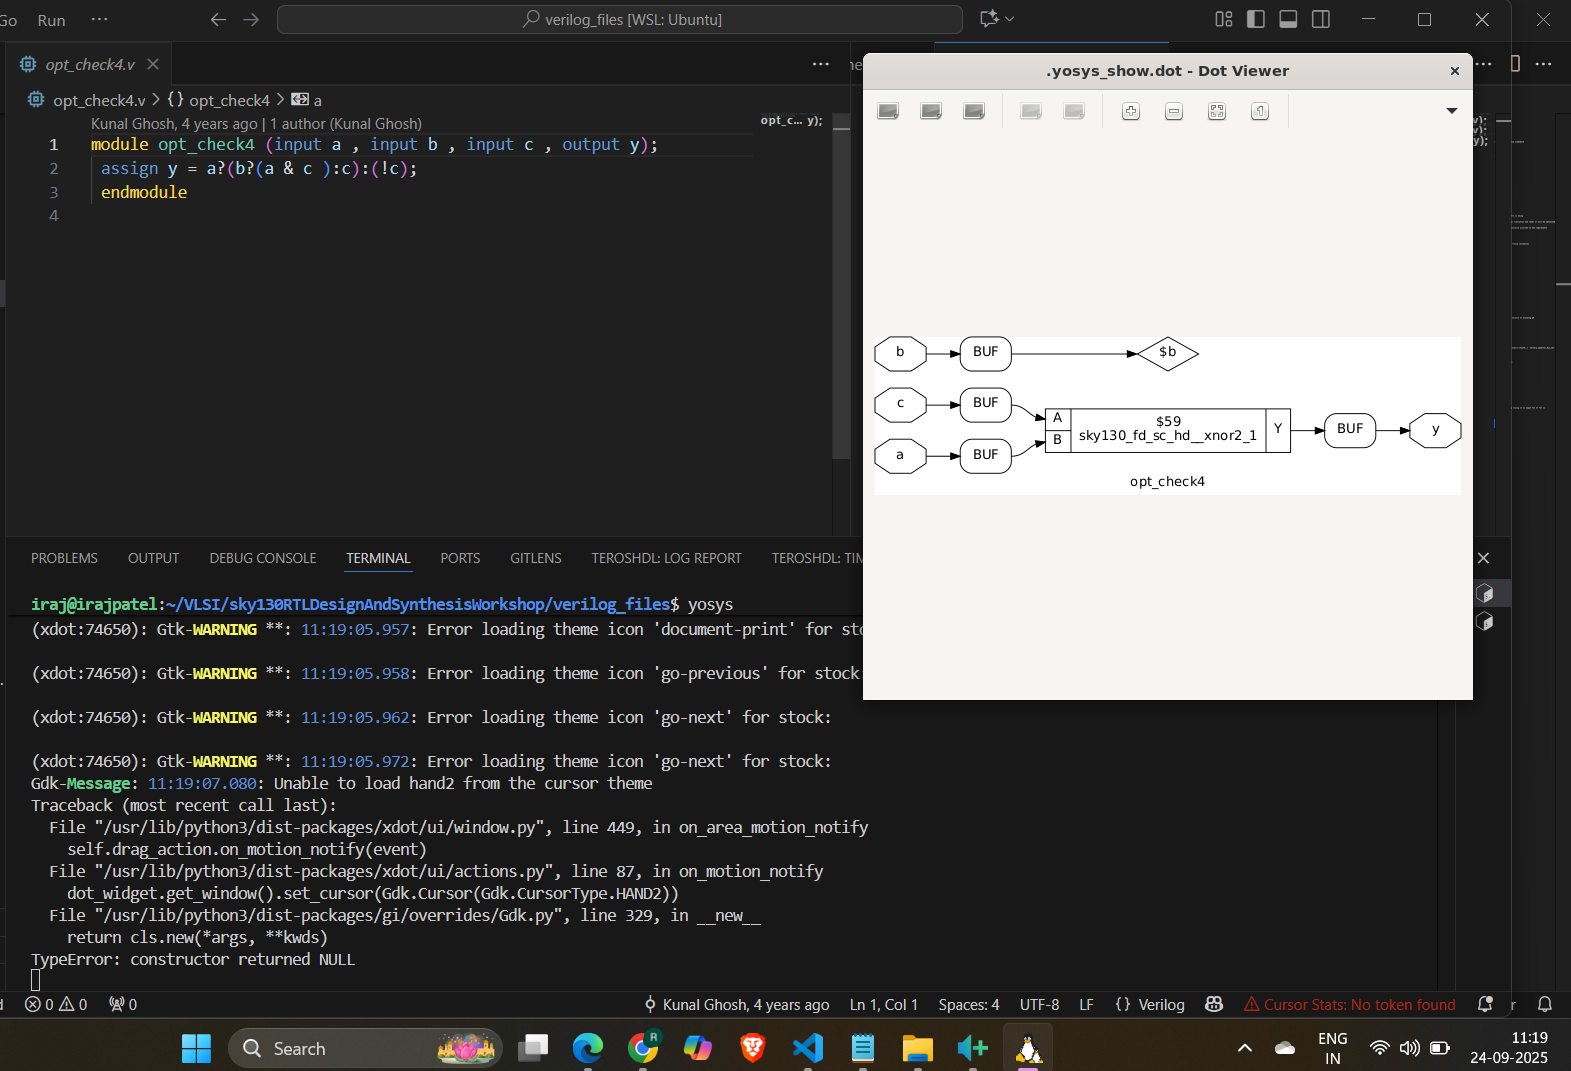 Go Run ···
verilog_files [WSL: Ubuntu]
opt_check4.v
opt_check4.v > {} opt_check4 > a
Kunal Ghosh, 4 years ago | 1 author (Kunal Ghosh)
1 module opt_check4 (input a , input b , input c , output y);
2 assign y = a?(b?(a & c ):c):(!c);
3 endmodule
4
opt_c... y);
.yosys_show.dot - Dot Viewer
b BUF $b
c BUF
A $59 Y
B sky130_fd_sc_hd__xnor2_1
BUF y
a BUF
opt_check4
PROBLEMS OUTPUT DEBUG CONSOLE TERMINAL PORTS GITLENS TEROSHDL: LOG REPORT TEROSHDL: TIM
iraj@irajpatel:~/VLSI/sky130RTLDesignAndSynthesisWorkshop/verilog_files$ yosys
(xdot:74650): Gtk-WARNING **: 11:19:05.957: Error loading theme icon 'document-print' for sto
(xdot:74650): Gtk-WARNING **: 11:19:05.958: Error loading theme icon 'go-previous' for stock:
(xdot:74650): Gtk-WARNING **: 11:19:05.962: Error loading theme icon 'go-next' for stock:
(xdot:74650): Gtk-WARNING **: 11:19:05.972: Error loading theme icon 'go-next' for stock:
Gdk-Message: 11:19:07.080: Unable to load hand2 from the cursor theme
Traceback (most recent call last):
File "/usr/lib/python3/dist-packages/xdot/ui/window.py", line 449, in on_area_motion_notify
self.drag_action.on_motion_notify(event)
File "/usr/lib/python3/dist-packages/xdot/ui/actions.py", line 87, in on_motion_notify
dot_widget.get_window().set_cursor(Gdk.Cursor(Gdk.CursorType.HAND2))
File "/usr/lib/python3/dist-packages/gi/overrides/Gdk.py", line 329, in __new__
return cls.new(*args, **kwds)
TypeError: constructor returned NULL
0 0 0 Kunal Ghosh, 4 years ago Ln 1, Col 1 Spaces: 4 UTF-8 LF {} Verilog Cursor Stats: No token found
Search
R
ENG
IN
11:19
24-09-2025